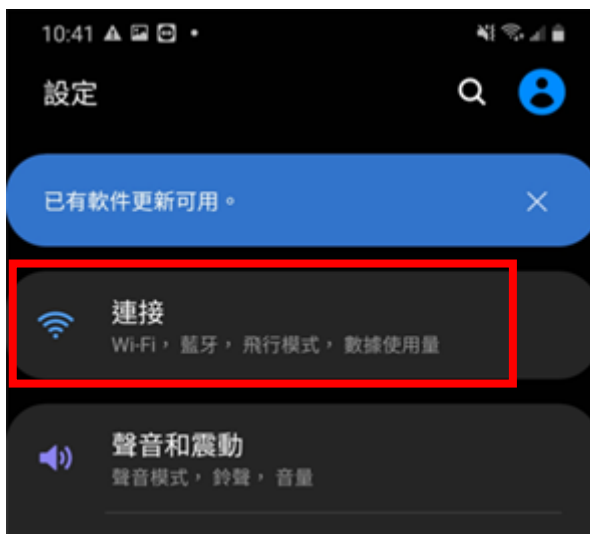 10:41
設定
已有軟件更新可用。
連接
Wi-Fi， 藍牙， 飛行模式， 數據使用量
聲音和震動
聲音模式， 鈴聲， 音量